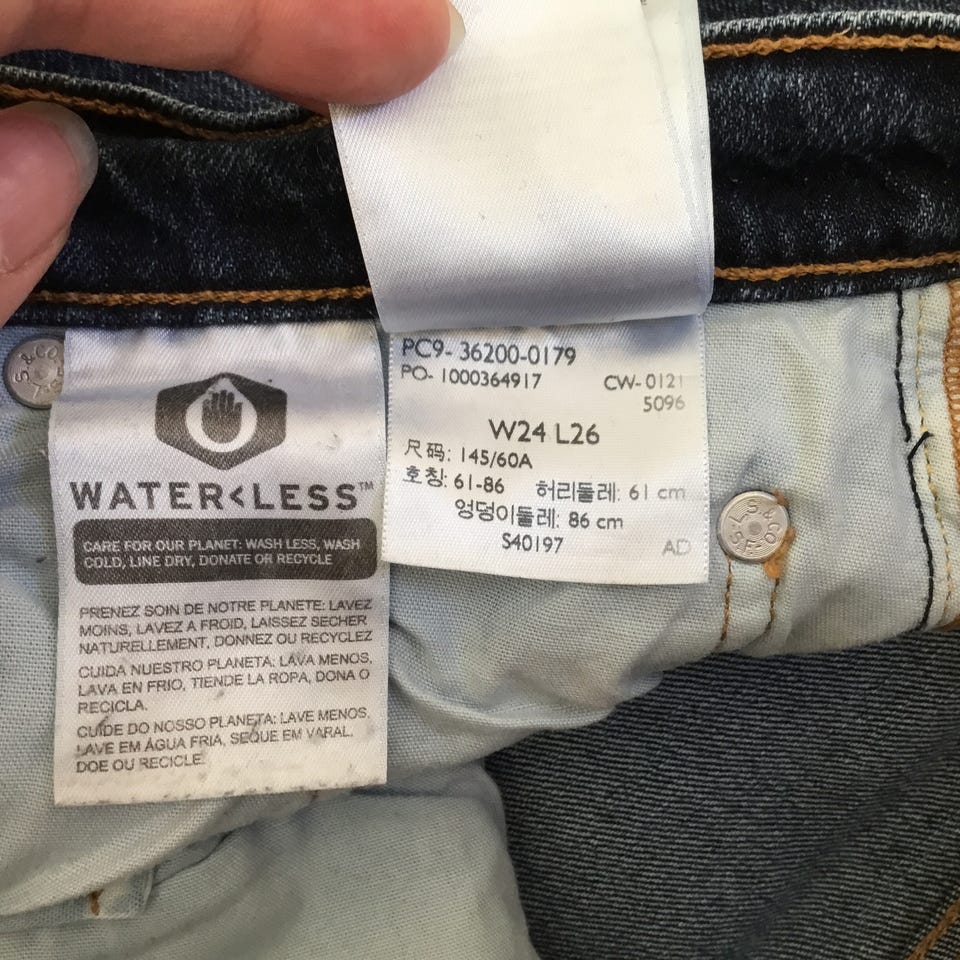 WATER<LESS™
CARE FOR OUR PLANET: WASH LESS, WASH
COLD, LINE DRY, DONATE OR RECYCLE
PRENEZ SOIN DE NOTRE PLANETE: LAVEZ
MOINS, LAVEZ A FROID, LAISSEZ SECHER
NATURELLEMENT, DONNEZ OU RECYCLEZ
CUIDA NUESTRO PLANETA: LAVA MENOS,
LAVA EN FRIO, TIENDE LA ROPA, DONA O
RECICLA.
CUIDE DO NOSSO PLANETA: LAVE MENOS,
LAVE EM ÁGUA FRIA, SEQUE EM VARAL,
DOE OU RECICLE.
PC9- 36200-0179
PO- 1000364917 CW- 0121
5096
W24 L26
尺码: 145/60A
호칭: 61-86 허리둘레: 61 cm
엉덩이둘레: 86 cm
S40197 AD
L.S.&CO.
S.F.
S.&CO.